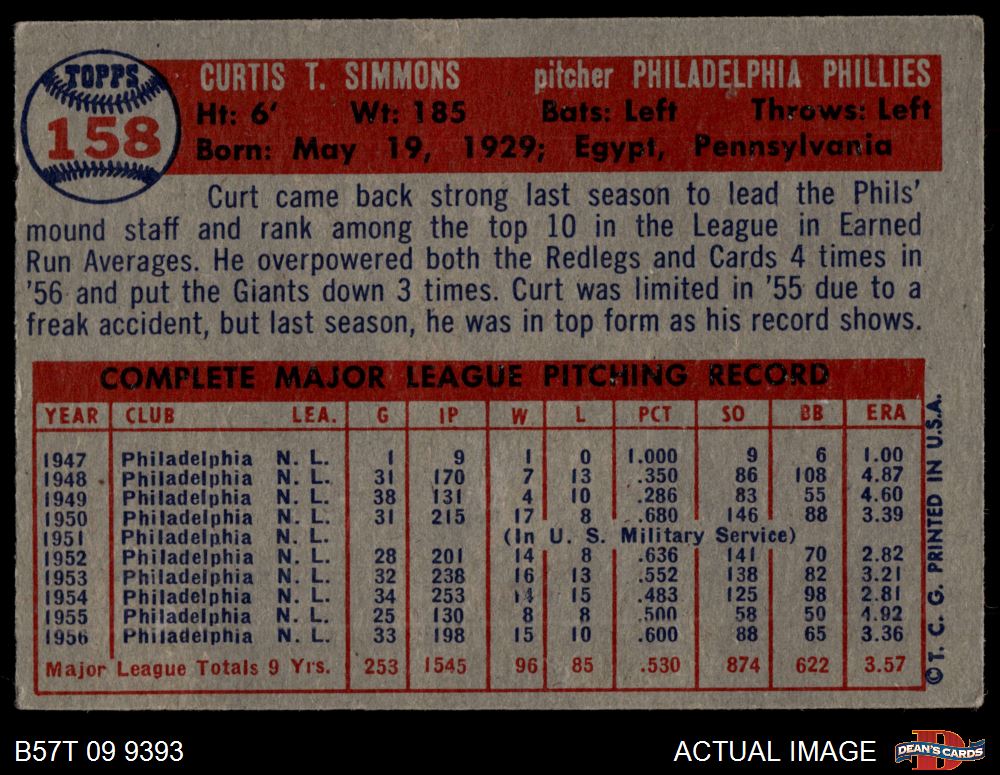 TOPPS
158
CURTIS T. SIMMONS pitcher PHILADELPHIA PHILLIES
Ht: 6' Wt: 185 Bats: Left Throws: Left
Born: May 19, 1929; Egypt, Pennsylvania
Curt came back strong last season to lead the Phils'
mound staff and rank among the top 10 in the League in Earned
Run Averages. He overpowered both the Redlegs and Cards 4 times in
'56 and put the Giants down 3 times. Curt was limited in '55 due to a
freak accident, but last season, he was in top form as his record shows.
COMPLETE MAJOR LEAGUE PITCHING RECORD
YEAR CLUB LEA. G IP W L PCT SO BB ERA
1947 Philadelphia N. L. 1 9 1 0 1.000 9 6 1.00
1948 Philadelphia N. L. 31 170 7 13 .350 86 108 4.87
1949 Philadelphia N. L. 38 131 4 10 .286 83 55 4.60
1950 Philadelphia N. L. 31 215 17 8 .680 146 88 3.39
1951 Philadelphia N. L. (In U. S. Military Service)
1952 Philadelphia N. L. 28 201 14 8 .636 141 70 2.82
1953 Philadelphia N. L. 32 238 16 13 .552 138 82 3.21
1954 Philadelphia N. L. 34 253 14 15 .483 125 98 2.81
1955 Philadelphia N. L. 25 130 8 8 .500 58 50 4.92
1956 Philadelphia N. L. 33 198 15 10 .600 88 65 3.36
Major League Totals 9 Yrs. 253 1545 96 85 .530 874 622 3.57
© T. C. G. PRINTED IN U.S.A.
B57T 09 9393 ACTUAL IMAGE
DEAN'S CARDS